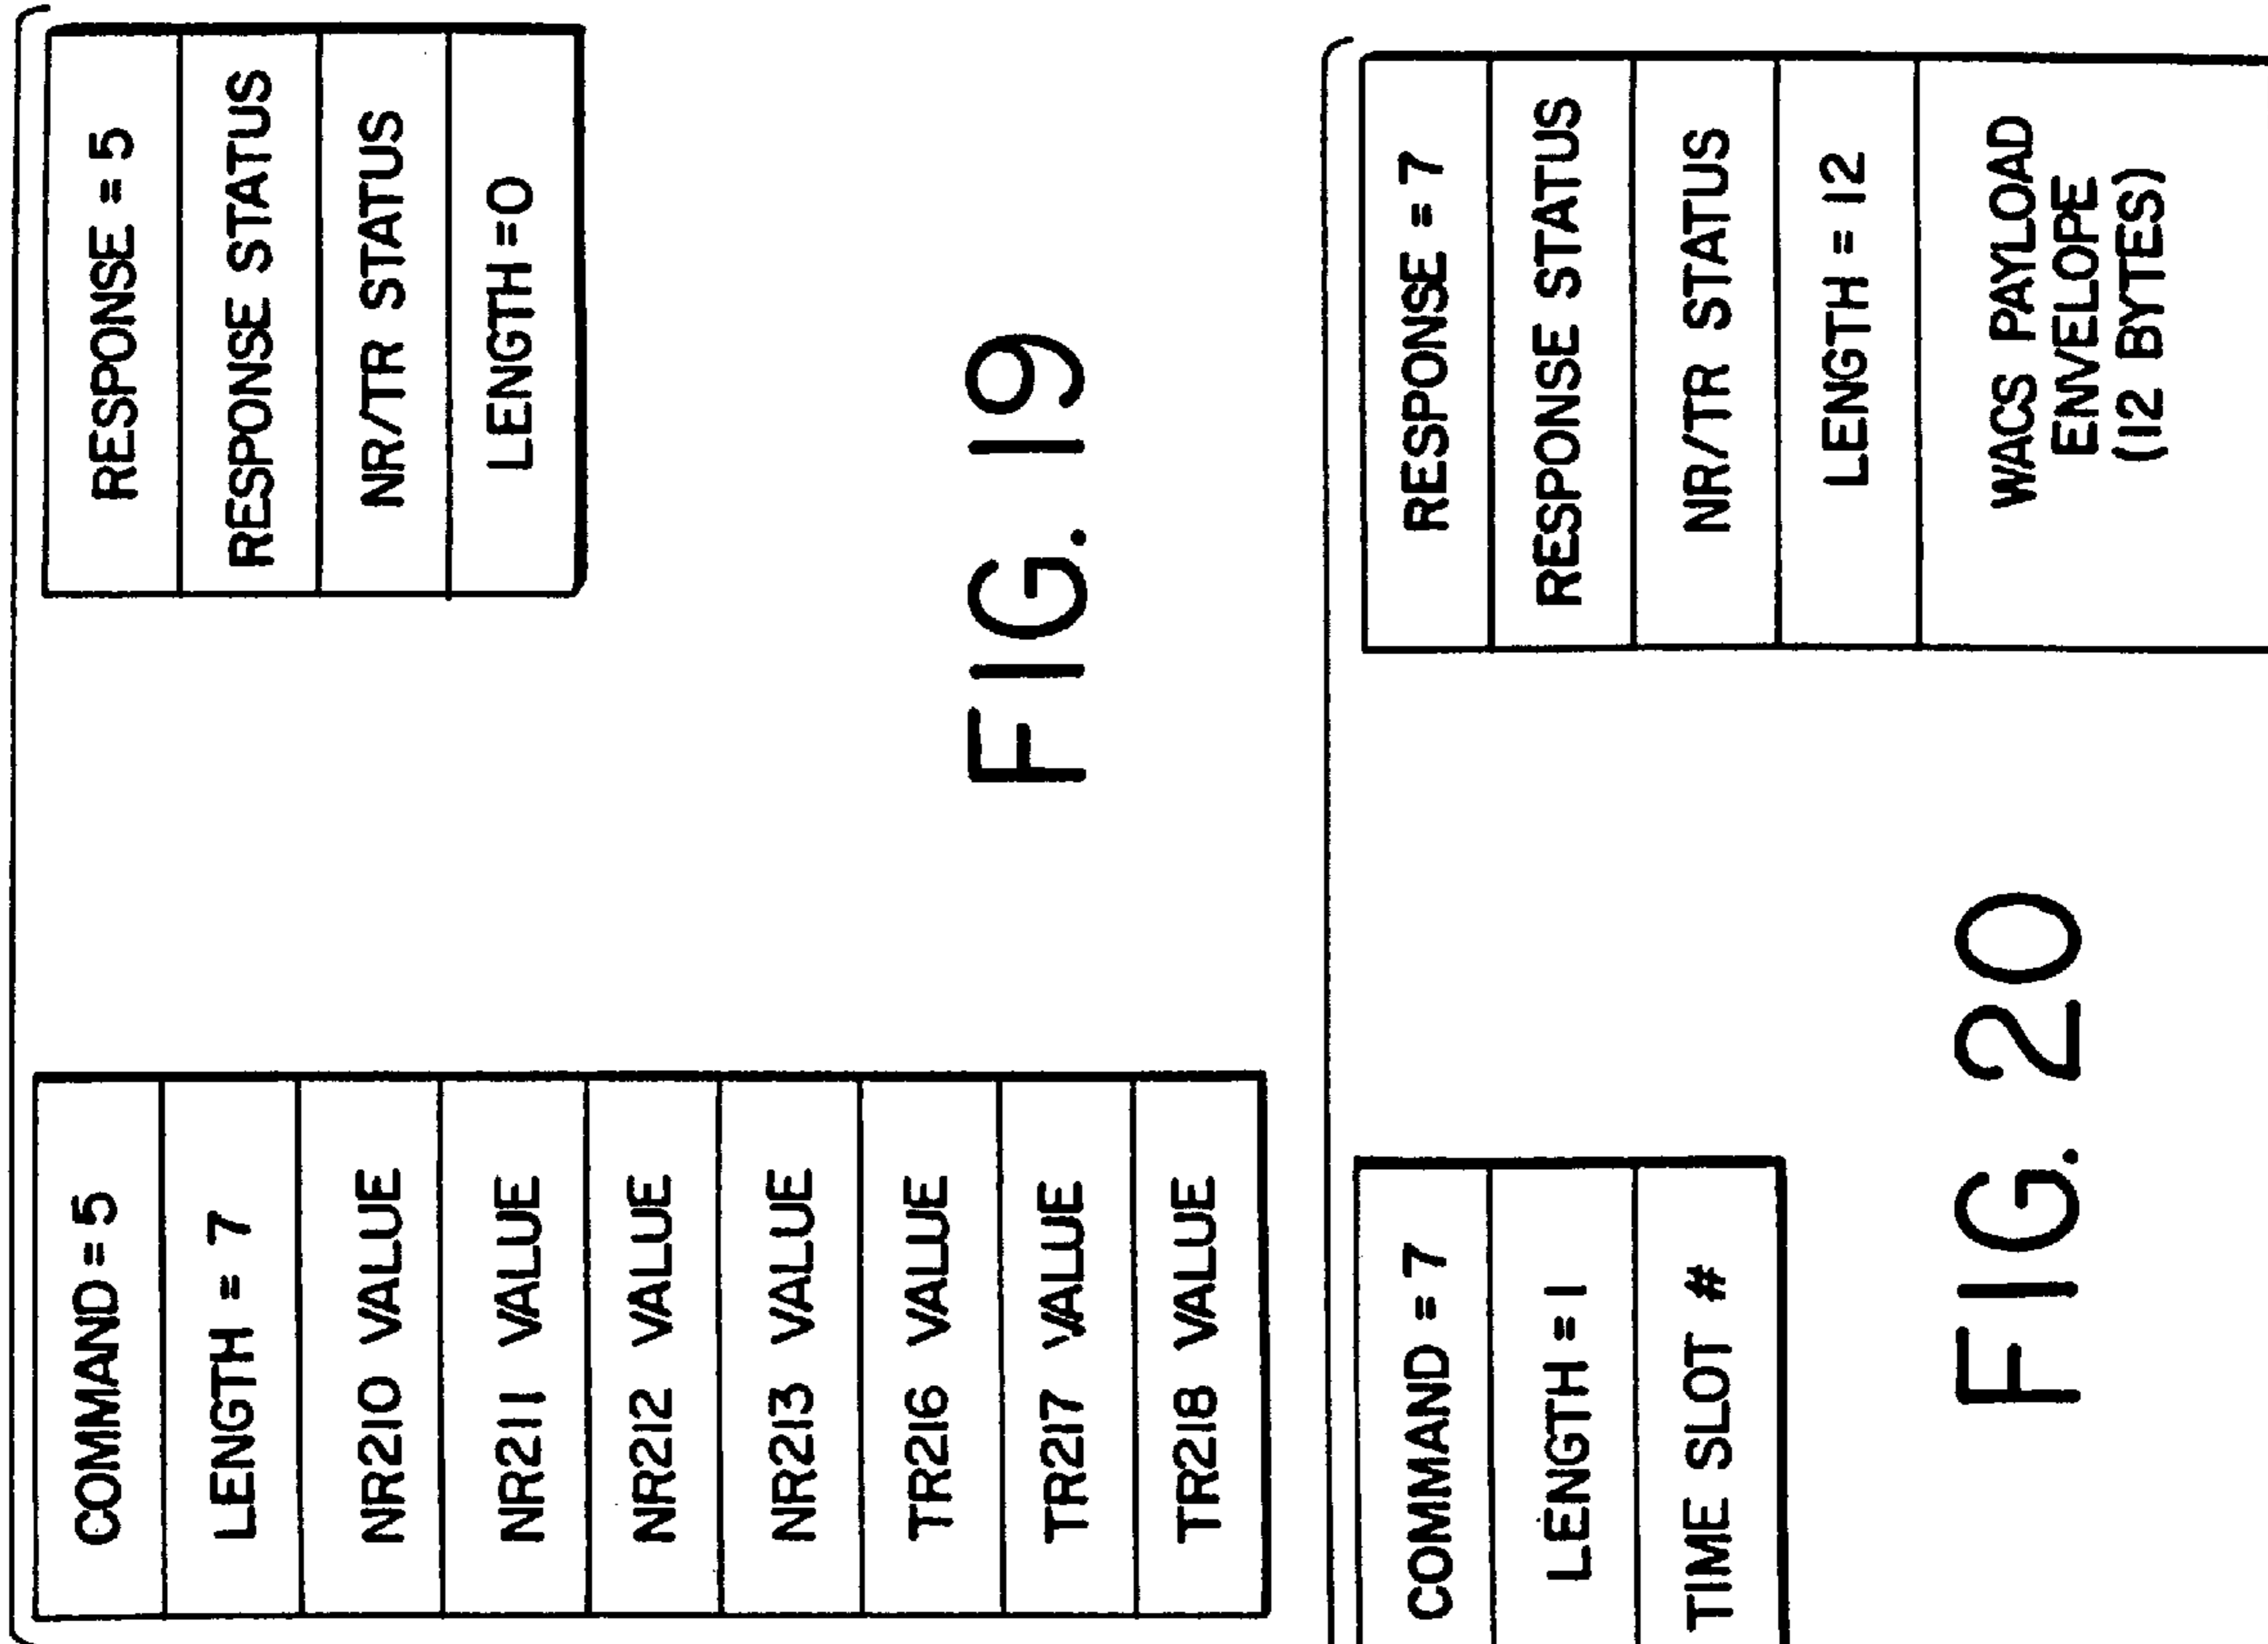 COMMAND=5
LENGTH = 7
NR210 VALUE
NR211 VALUE
NR212 VALUE
NR213 VALUE
TR216 VALUE
TR217 VALUE
TR218 VALUE
RESPONSE = 5
RESPONSE STATUS
NR/TR STATUS
LENGTH =0
FIG. 19
COMMAND = 7
LENGTH = 1
TIME SLOT #
RESPONSE = 7
RESPONSE STATUS
NR/TR STATUS
LENGTH = 12
WACS PAYLOAD
ENVELOPE
(12 BYTES)
FIG. 20